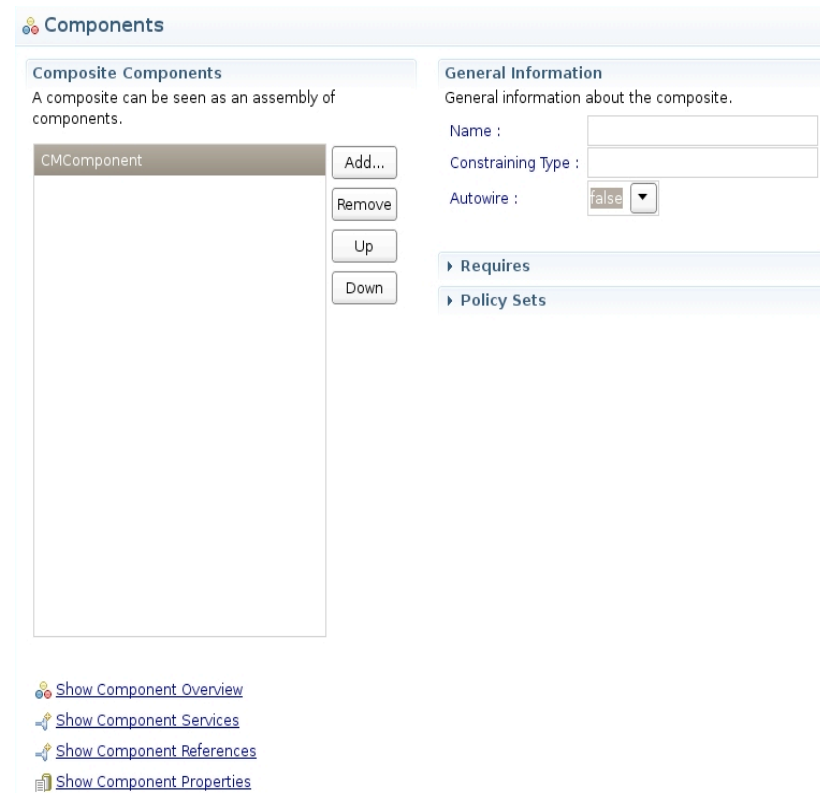 Components
Composite Components
A composite can be seen as an assembly of
components.
CMComponent
Add...
Remove
Up
Down
Show Component Overview
Show Component Services
Show Component References
Show Component Properties
General Information
General information about the composite.
Name :
Constraining Type :
Autowire :
false
Requires
Policy Sets